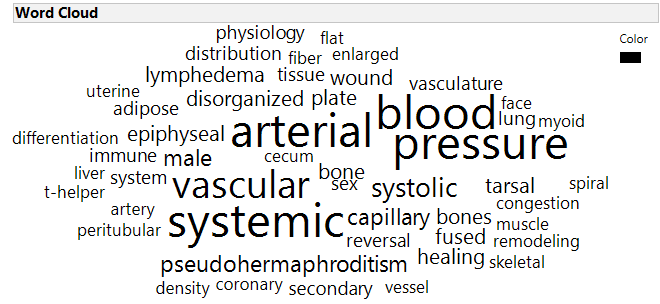 Word Cloud
Color
physiology flat
distribution fiber enlarged
lymphedema tissue wound
vasculature
uterine
adipose disorganized plate
blood face
lung myoid
differentiation epiphyseal arterial pressure
immune male cecum
liver system vascular bone
sex systolic tarsal spiral
t-helper
artery systemic capillary bones congestion
peritubular muscle
reversal fused remodeling
pseudohermaphroditism healing skeletal
density coronary secondary vessel